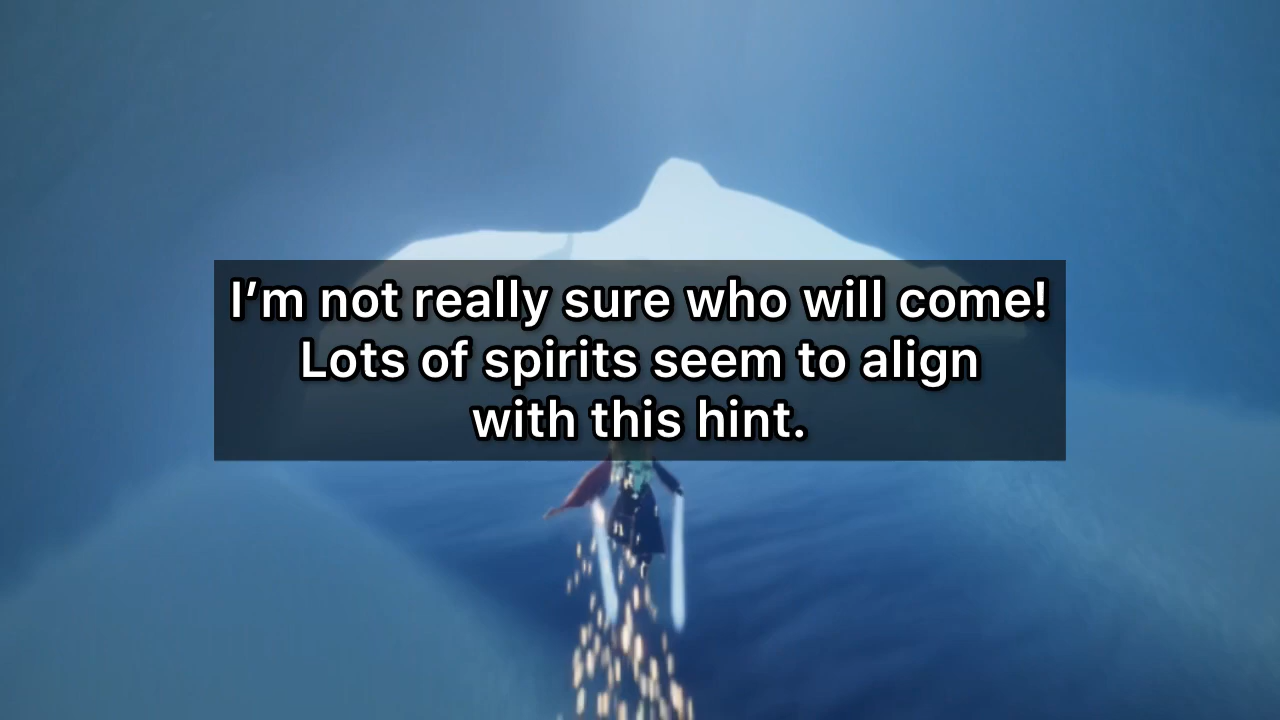 I’m not really sure who will come!
Lots of spirits seem to align
with this hint.